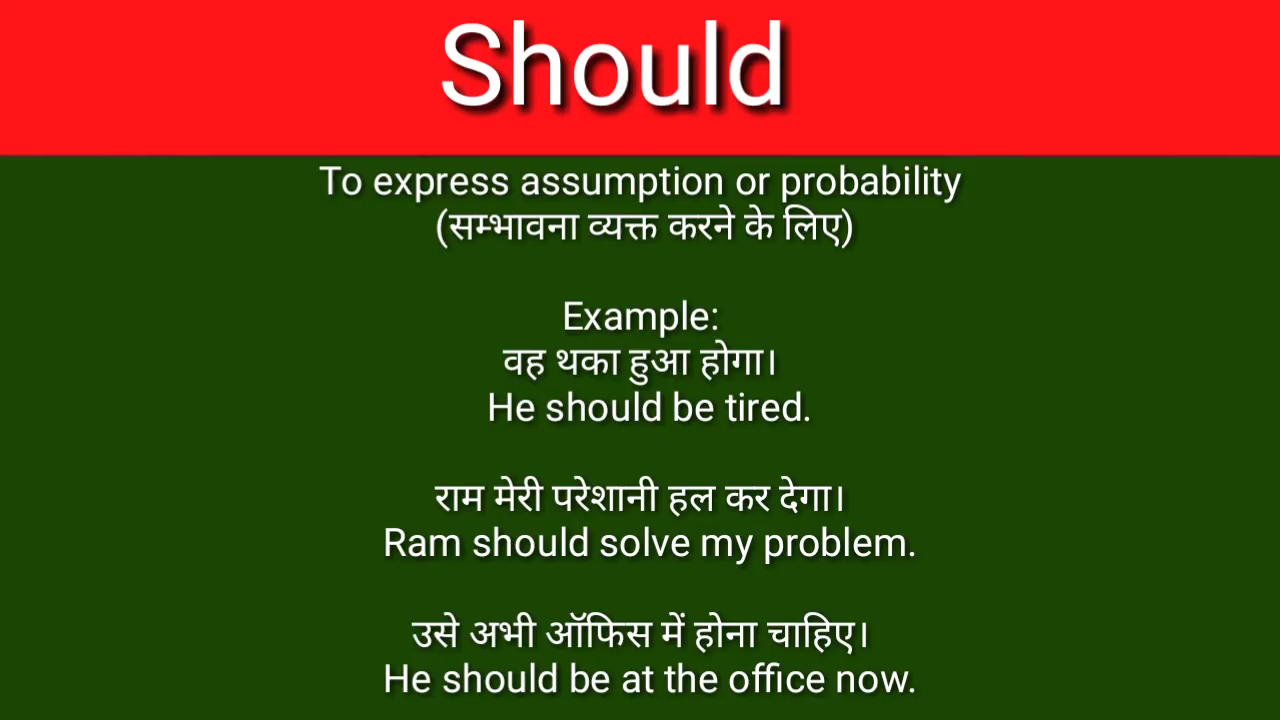 Should
To express assumption or probability
(सम्भावना व्यक्त करने के लिए)
Example:
वह थका हुआ होगा।
He should be tired.
राम मेरी परेशानी हल कर देगा।
Ram should solve my problem.
उसे अभी ऑफिस में होना चाहिए।
He should be at the office now.